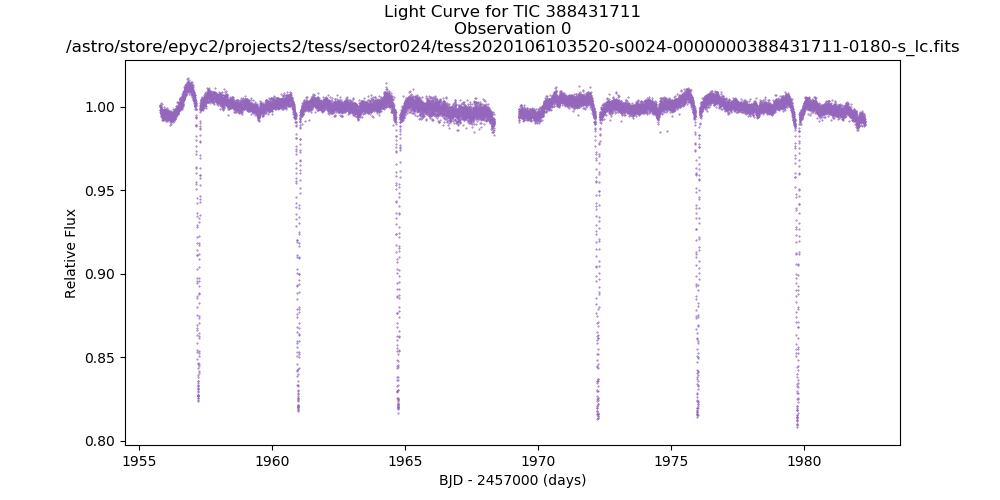 Light Curve for TIC 388431711
Observation 0
/astro/store/epyc2/projects2/tess/sector024/tess2020106103520-s0024-0000000388431711-0180-s_lc.fits
1.00
0.95
0.90
0.85
0.80
Relative Flux
1955 1960 1965 1970 1975 1980
BJD - 2457000 (days)